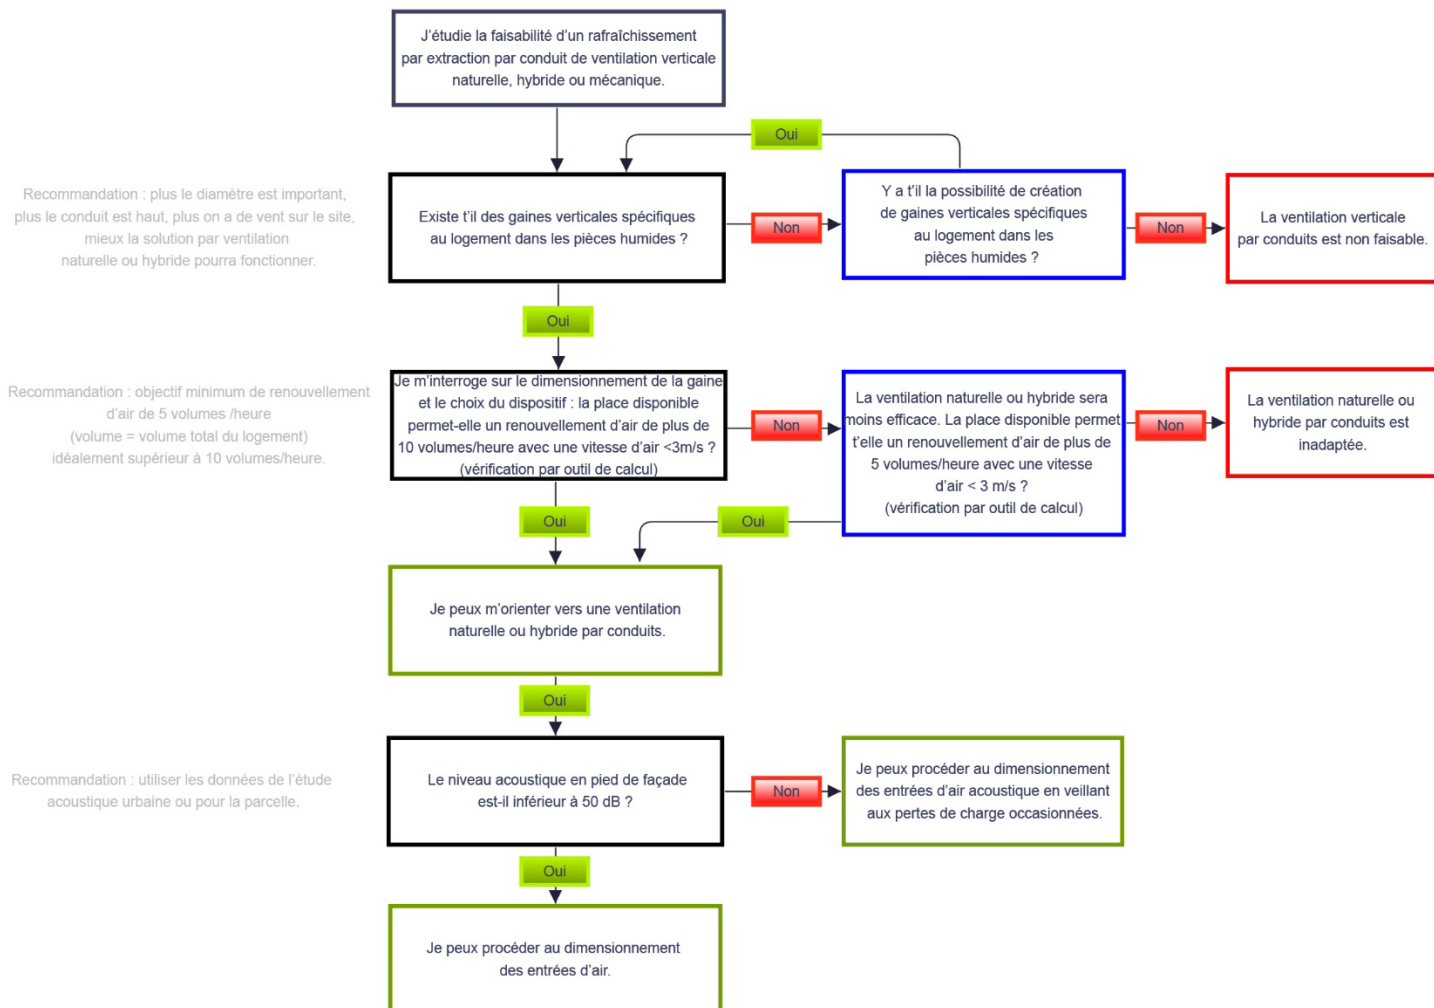 J'étudie la faisabilité d'un rafraîchissement
par extraction par conduit de ventilation verticale
naturelle, hybride ou mécanique.
Oui
Recommandation : plus le diamètre est important,
plus le conduit est haut, plus on a de vent sur le site,
mieux la solution par ventilation
naturelle ou hybride pourra fonctionner.
Existe t'il des gaines verticales spécifiques
au logement dans les pièces humides ?
Non
Y a t'il la possibilité de création
de gaines verticales spécifiques
au logement dans les
pièces humides ?
Non
La ventilation verticale
par conduits est non faisable.
Oui
Recommandation : objectif minimum de renouvellement
d'air de 5 volumes /heure
(volume = volume total du logement)
idéalement supérieur à 10 volumes/heure.
Je m'interroge sur le dimensionnement de la gaine
et le choix du dispositif : la place disponible
permet-elle un renouvellement d'air de plus de
10 volumes/heure avec une vitesse d'air <3m/s ?
(vérification par outil de calcul)
Non
La ventilation naturelle ou hybride sera
moins efficace. La place disponible permet
t'elle un renouvellement d'air de plus de
5 volumes/heure avec une vitesse
d'air < 3 m/s ?
(vérification par outil de calcul)
Non
La ventilation naturelle ou
hybride par conduits est
inadaptée.
Oui
Oui
Je peux m'orienter vers une ventilation
naturelle ou hybride par conduits.
Oui
Recommandation : utiliser les données de l'étude
acoustique urbaine ou pour la parcelle.
Le niveau acoustique en pied de façade
est-il inférieur à 50 dB ?
Non
Je peux procéder au dimensionnement
des entrées d'air acoustique en veillant
aux pertes de charge occasionnées.
Oui
Je peux procéder au dimensionnement
des entrées d'air.